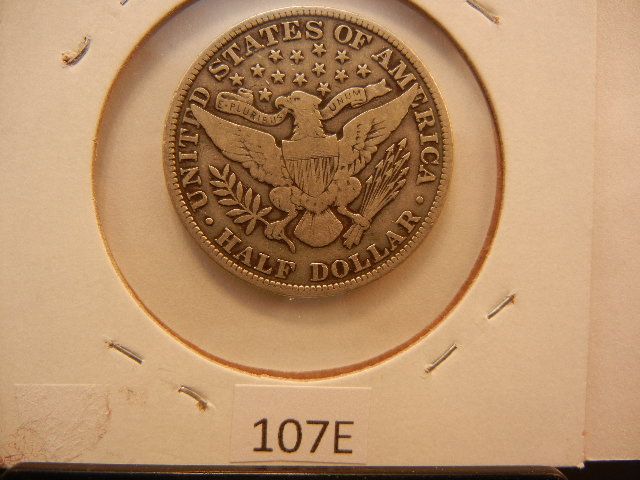 UNITED STATES OF AMERICA
E·PLURIBUS UNUM
· HALF DOLLAR ·
107E